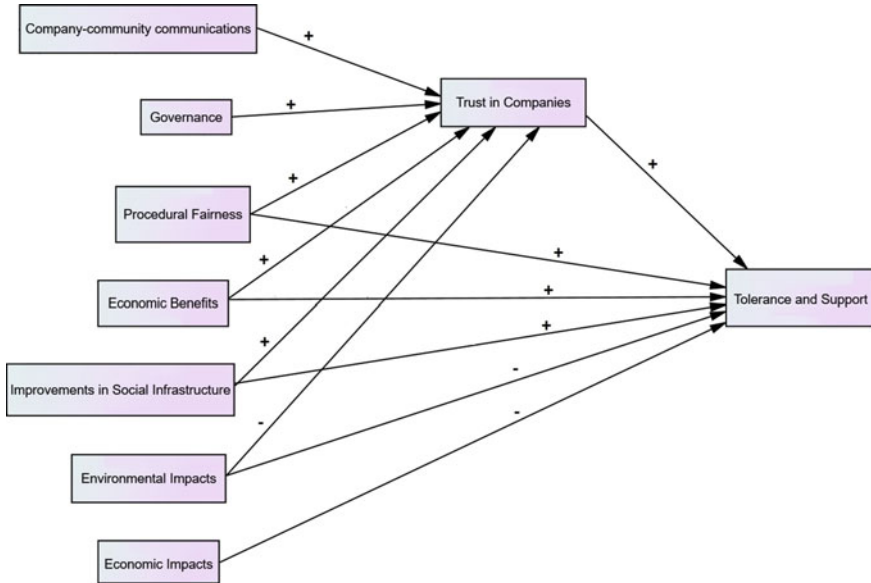 Company-community communications
+
Trust in Companies
Governance
+
+
Procedural Fairness
+
+
Economic Benefits
+
+
Tolerance and Support
+
Improvements in Social Infrastructure
+
-
-
-
Environmental Impacts
Economic Impacts